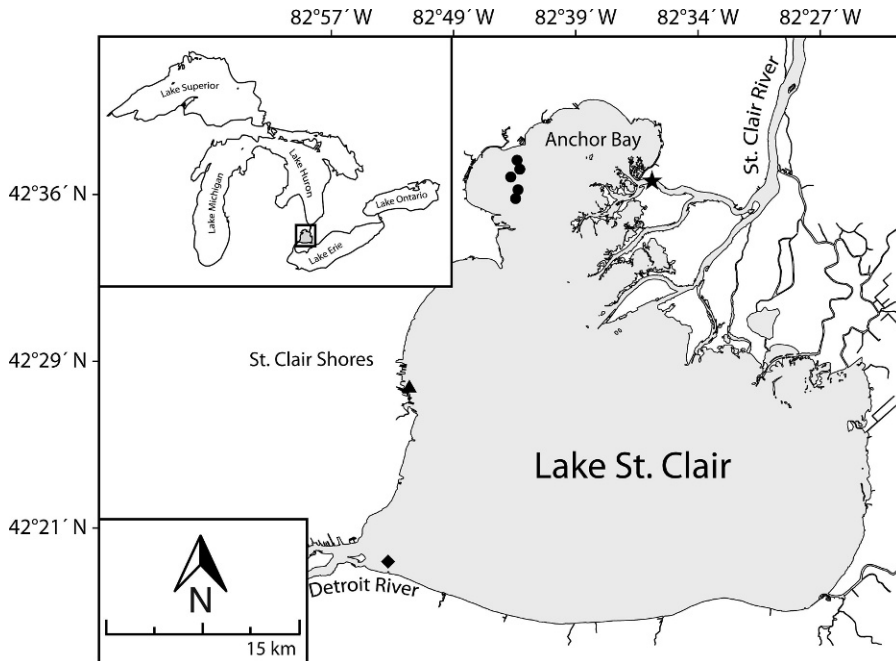 82°57´ W
82°49´ W
82°39´ W
82°34´ W
82°27´ W
Lake Superior
Lake Huron
Lake Michigan
Lake Ontario
Lake Erie
Anchor Bay
St. Clair River
42°36´ N
42°29´ N
St. Clair Shores
Lake St. Clair
42°21´ N
Detroit River
N
15 km